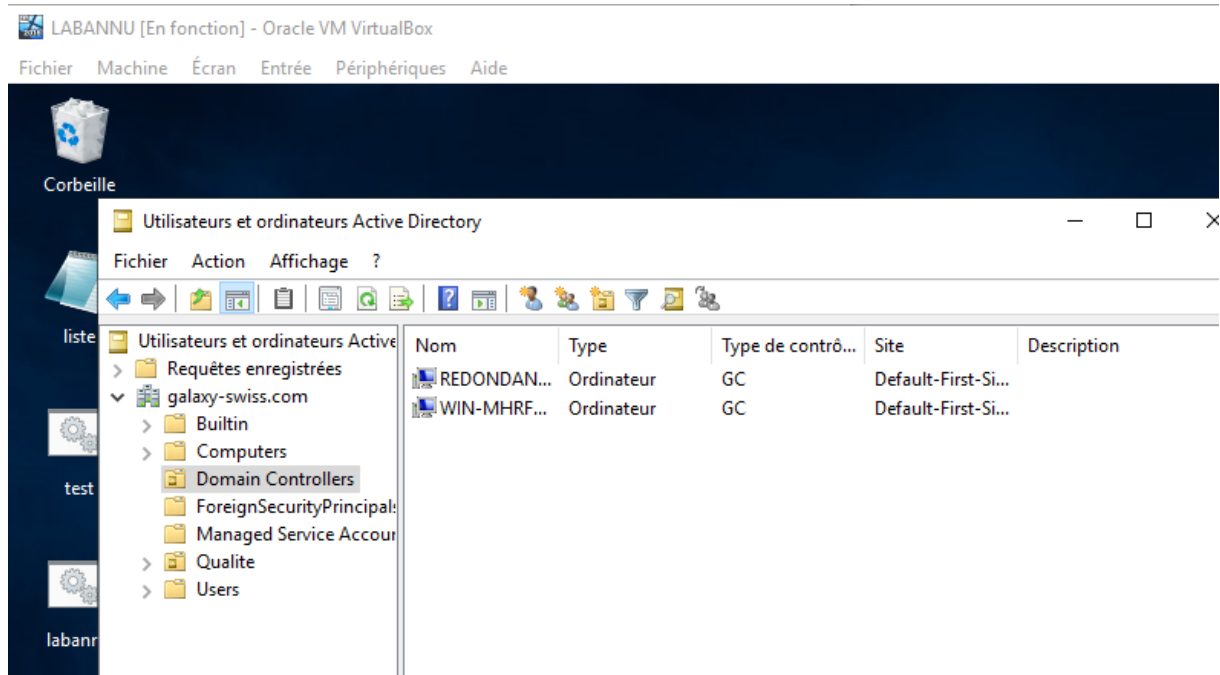 LABANNU [En fonction] - Oracle VM VirtualBox
Fichier Machine Écran Entrée Périphériques Aide
Corbeille
Utilisateurs et ordinateurs Active Directory
Fichier Action Affichage ?
liste
Utilisateurs et ordinateurs Active
Nom Type Type de contrô... Site Description
Requêtes enregistrées
REDONDAN... Ordinateur GC Default-First-Si...
galaxy-swiss.com
WIN-MHRF... Ordinateur GC Default-First-Si...
Builtin
Computers
Domain Controllers
test
ForeignSecurityPrincipals
Managed Service Accour
Qualite
Users
labanr